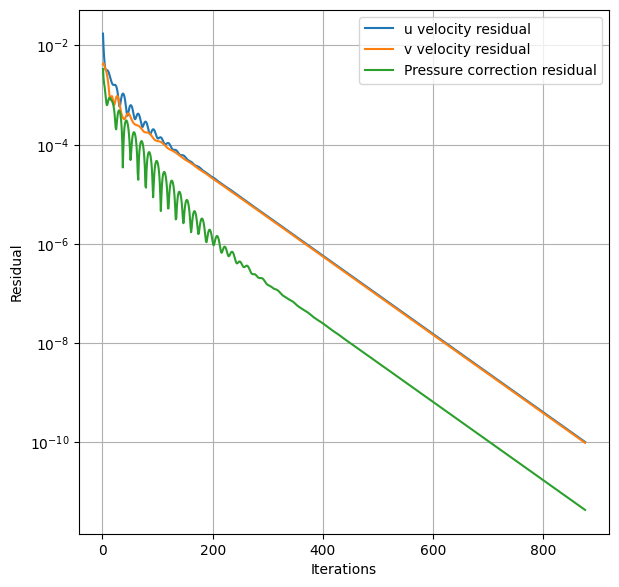 u velocity residual
v velocity residual
Pressure correction residual
10⁻²
10⁻⁴
10⁻⁶
10⁻⁸
10⁻¹⁰
Residual
0 200 400 600 800
Iterations